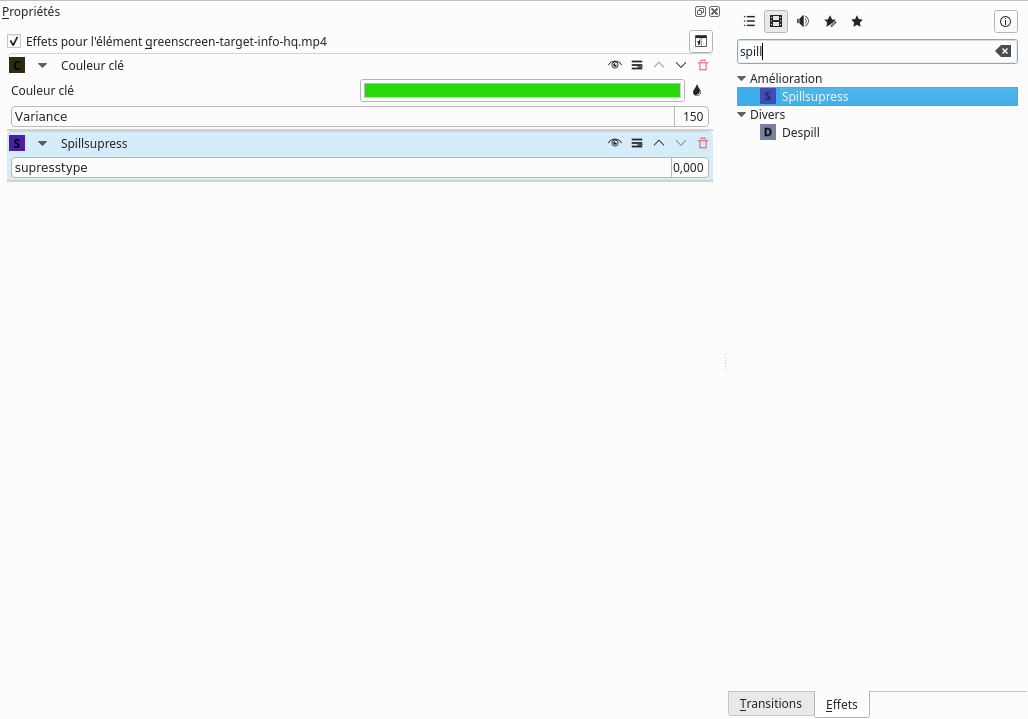 Propriétés
Effets pour l'élément greenscreen-target-info-hq.mp4
C Couleur clé
Couleur clé
Variance 150
S Spillsupress
supresstype 0,000
spill
Amélioration
S Spillsupress
Divers
D Despill
Transitions Effets